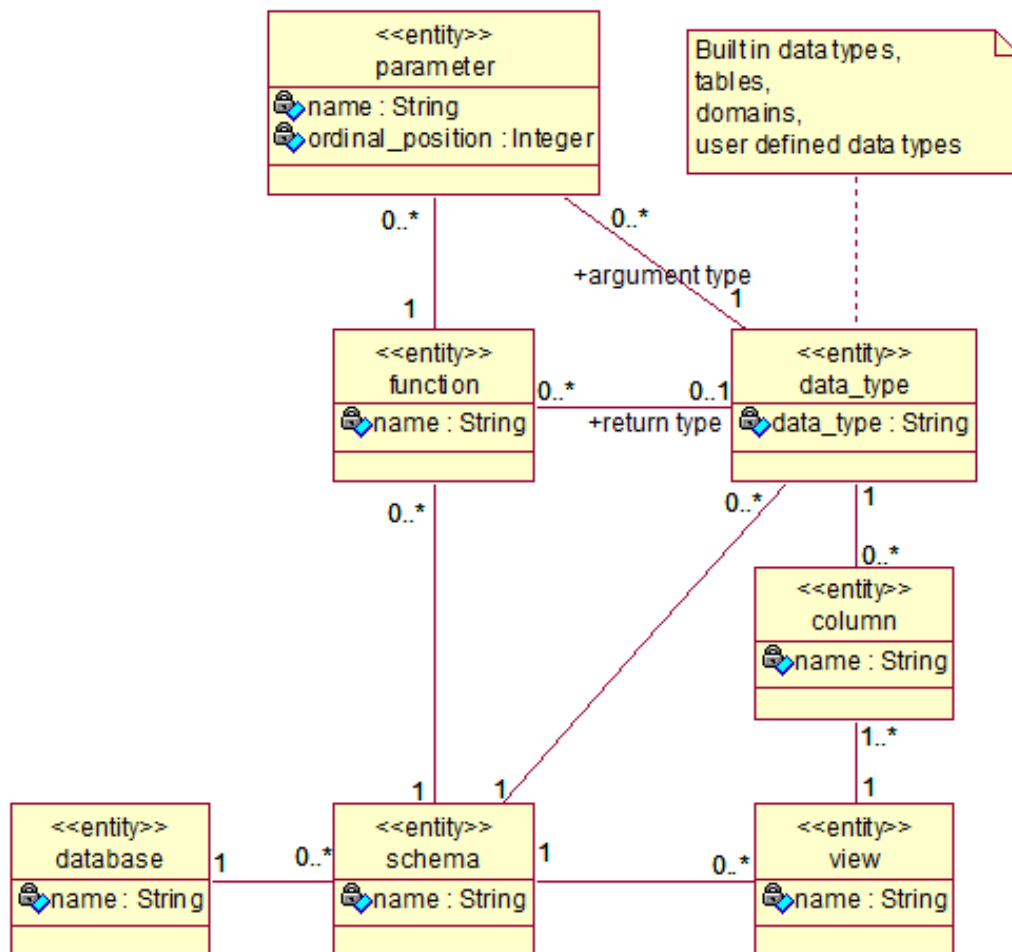 <<entity>>
parameter
name : String
ordinal_position : Integer
Builtin data types,
tables,
domains,
user defined data types
0..*
0..*
+argument type
1
1
<<entity>>
function
name : String
0..*
0..1
+return type
<<entity>>
data_type
data_type : String
0..*
0..*
1
0..*
<<entity>>
column
name : String
1..*
1
1
1
<<entity>>
database
name : String
1
0..*
<<entity>>
schema
name : String
1
0..*
<<entity>>
view
name : String